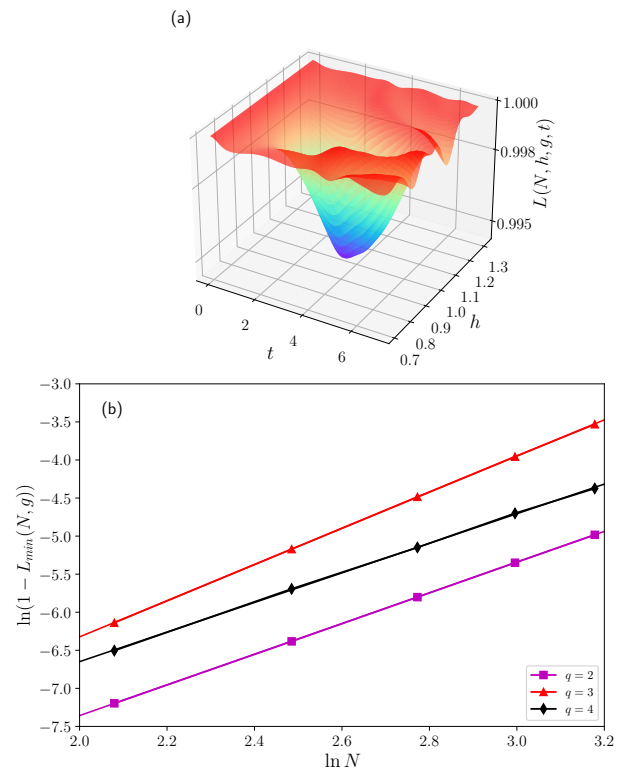 (a)
1.000
0.998
0.995
L(N, h, g, t)
0
2
4
6
t
0.7
0.8
0.9
1.0
1.1
1.2
1.3
h
(b)
−3.0
−3.5
−4.0
−4.5
−5.0
−5.5
−6.0
−6.5
−7.0
−7.5
ln(1 − L_{min}(N, g))
2.0 2.2 2.4 2.6 2.8 3.0 3.2
ln N
q = 2
q = 3
q = 4